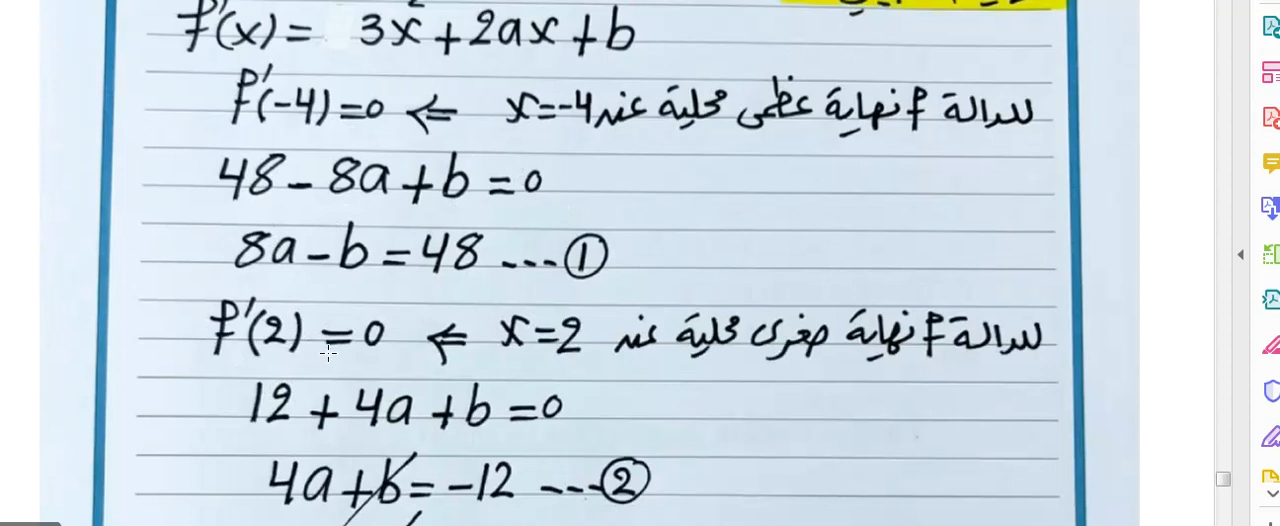 f'(x) = 3x² + 2ax + b
للدالة f نهاية عظمى محلية عند x = -4 ⇐ f'(-4) = 0
48 - 8a + b = 0
8a - b = 48 ---- ①
للدالة f نهاية صغرى محلية عند x = 2 ⇐ f'(2) = 0
12 + 4a + b = 0
4a + b = -12 ---- ②